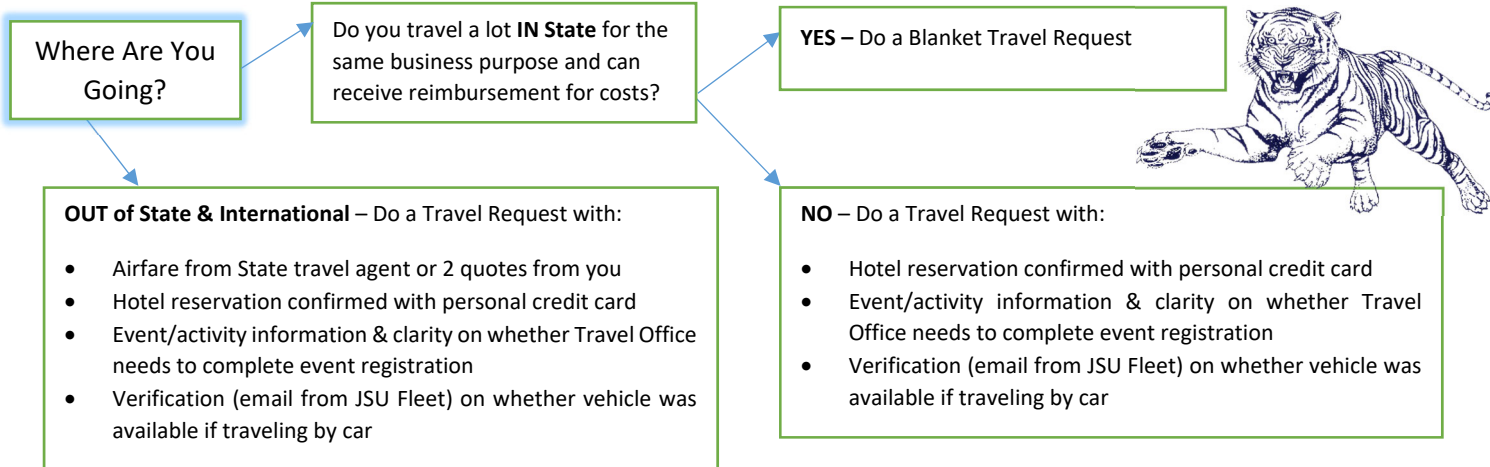 Where Are You
Going?
Do you travel a lot IN State for the
same business purpose and can
receive reimbursement for costs?
YES – Do a Blanket Travel Request
OUT of State & International – Do a Travel Request with:
• Airfare from State travel agent or 2 quotes from you
• Hotel reservation confirmed with personal credit card
• Event/activity information & clarity on whether Travel Office
needs to complete event registration
• Verification (email from JSU Fleet) on whether vehicle was
available if traveling by car
NO – Do a Travel Request with:
• Hotel reservation confirmed with personal credit card
• Event/activity information & clarity on whether Travel
Office needs to complete event registration
• Verification (email from JSU Fleet) on whether vehicle was
available if traveling by car